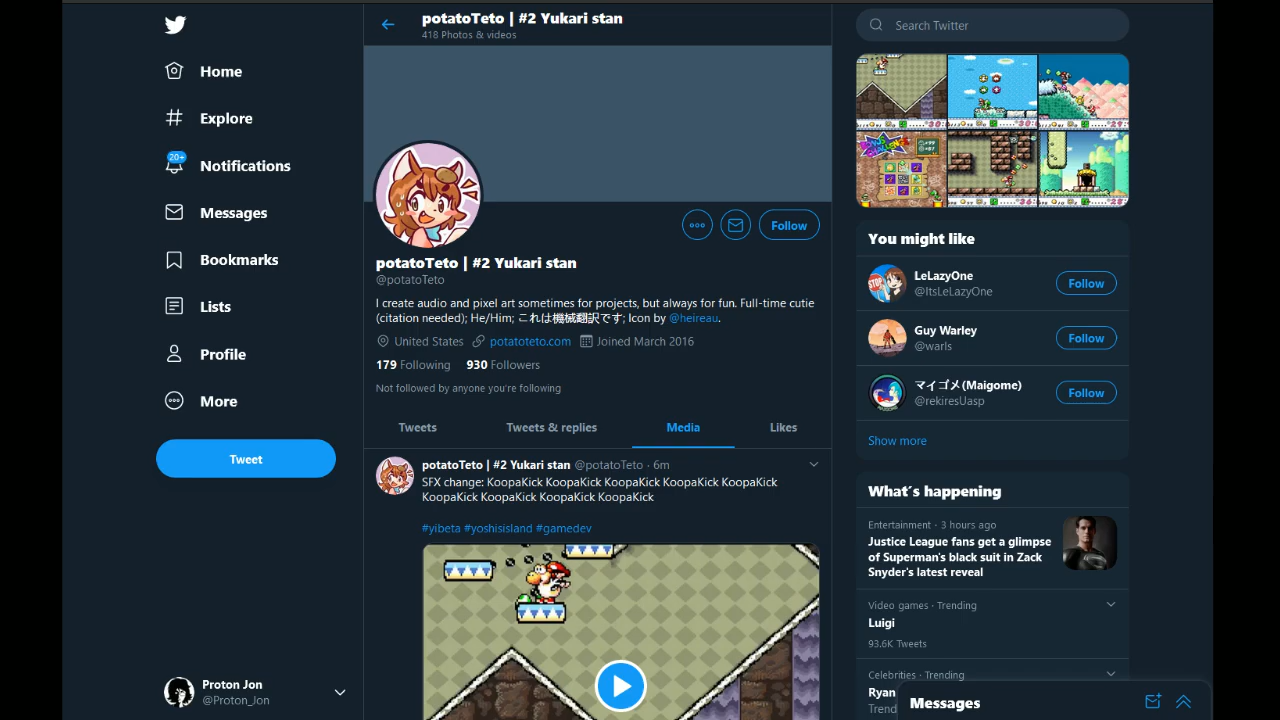 Home
Explore
20+
Notifications
Messages
Bookmarks
Lists
Profile
More
Tweet
Proton Jon
@Proton_Jon
potatoTeto | #2 Yukari stan
418 Photos & videos
Follow
potatoTeto | #2 Yukari stan
@potatoTeto
I create audio and pixel art sometimes for projects, but always for fun. Full-time cutie
(citation needed); He/Him; これは機械翻訳です; Icon by @heireau.
United States potatoteto.com Joined March 2016
179 Following 930 Followers
Not followed by anyone you're following
Tweets Tweets & replies Media Likes
potatoTeto | #2 Yukari stan @potatoTeto · 6m
SFX change: KoopaKick KoopaKick KoopaKick KoopaKick KoopaKick
KoopaKick KoopaKick KoopaKick KoopaKick
#yibeta #yoshisisland #gamedev
Search Twitter
You might like
LeLazyOne
@ItsLeLazyOne
Follow
Guy Warley
@warls
Follow
マイゴメ(Maigome)
@rekiresUasp
Follow
Show more
What's happening
Entertainment · 3 hours ago
Justice League fans get a glimpse
of Superman's black suit in Zack
Snyder's latest reveal
Video games · Trending
Luigi
93.6K Tweets
Celebrities · Trending
Ryan
Trend
Messages